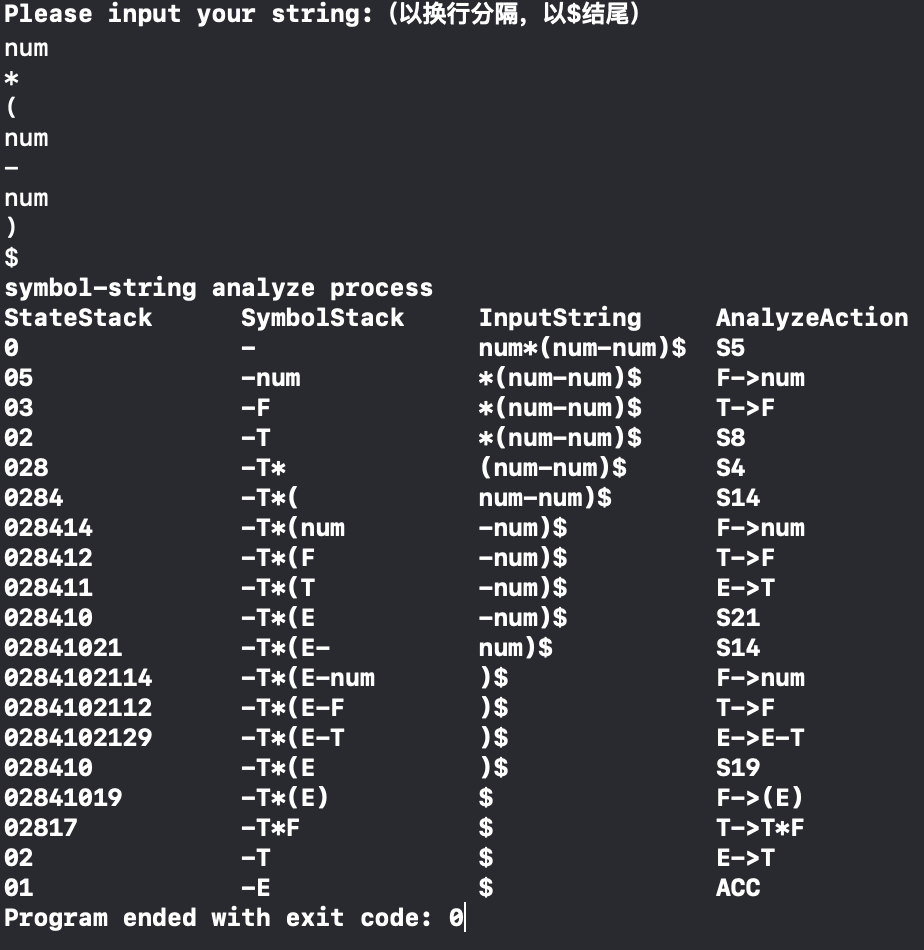 Please input your string:（以换行分隔，以$结尾）
num
*
(
num
-
num
)
$
symbol-string analyze process
StateStack SymbolStack InputString AnalyzeAction
0 - num*(num-num)$ S5
05 -num *(num-num)$ F->num
03 -F *(num-num)$ T->F
02 -T *(num-num)$ S8
028 -T* (num-num)$ S4
0284 -T*( num-num)$ S14
028414 -T*(num -num)$ F->num
028412 -T*(F -num)$ T->F
028411 -T*(T -num)$ E->T
028410 -T*(E -num)$ S21
02841021 -T*(E- num)$ S14
0284102114 -T*(E-num )$ F->num
0284102112 -T*(E-F )$ T->F
0284102129 -T*(E-T )$ E->E-T
028410 -T*(E )$ S19
02841019 -T*(E) $ F->(E)
02817 -T*F $ T->T*F
02 -T $ E->T
01 -E $ ACC
Program ended with exit code: 0